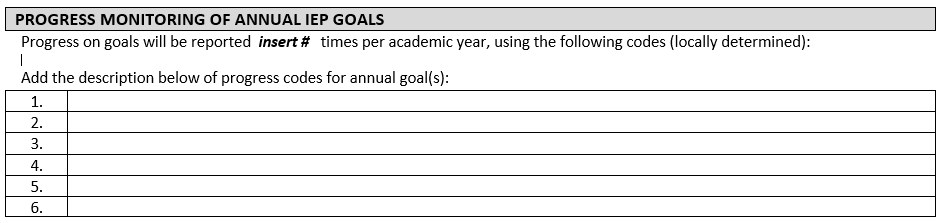 PROGRESS MONITORING OF ANNUAL IEP GOALS
Progress on goals will be reported insert # times per academic year, using the following codes (locally determined):
Add the description below of progress codes for annual goal(s):
1.
2.
3.
4.
5.
6.